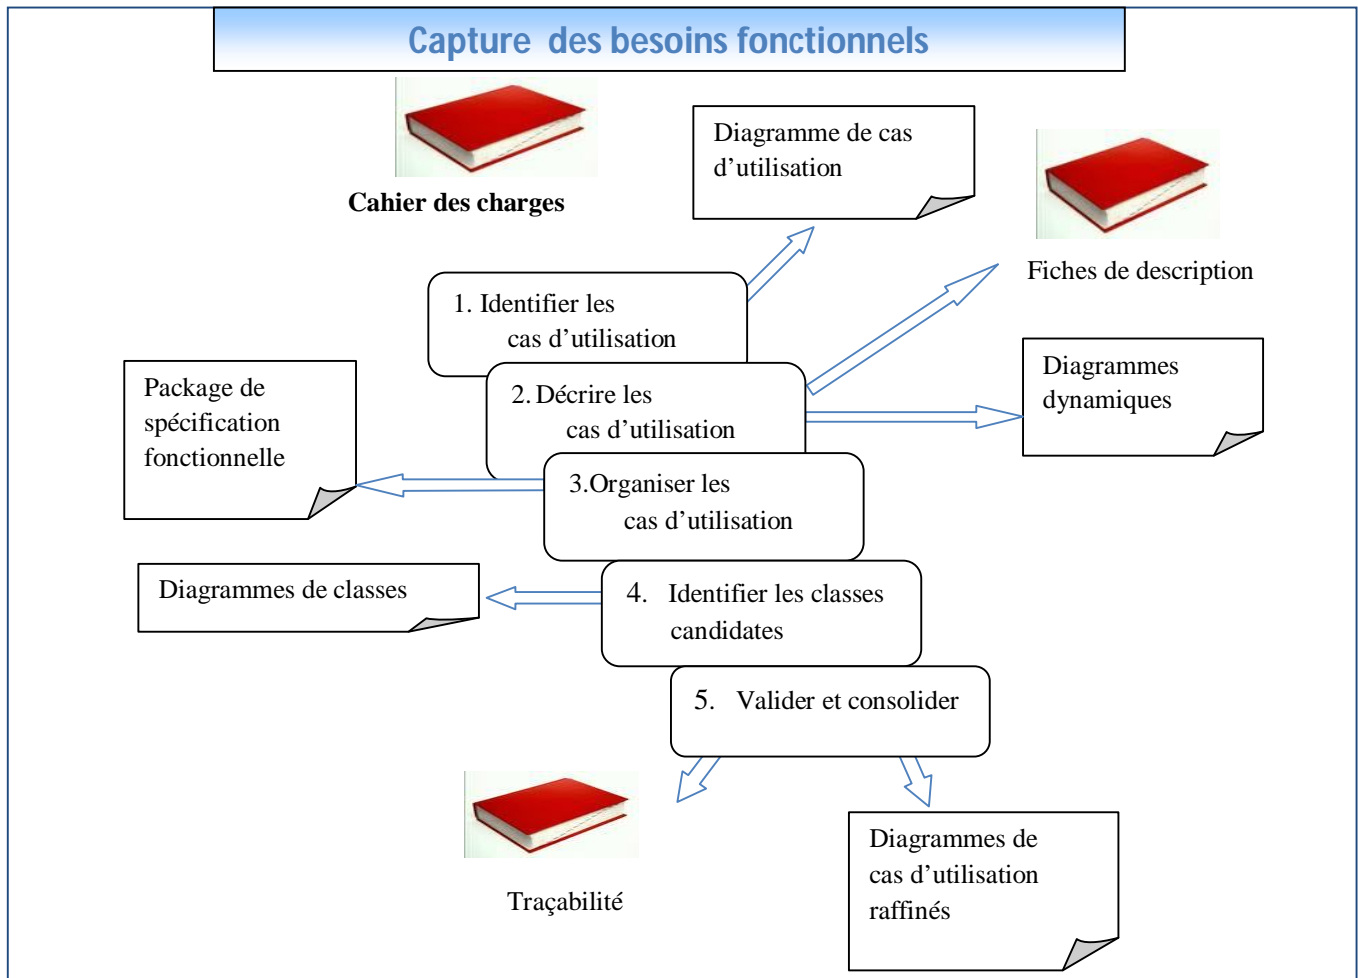 Capture des besoins fonctionnels
Diagramme de cas
d’utilisation
Cahier des charges
Fiches de description
1. Identifier les
cas d’utilisation
Diagrammes
dynamiques
Package de
spécification
fonctionnelle
2. Décrire les
cas d’utilisation
3.Organiser les
cas d’utilisation
Diagrammes de classes
4. Identifier les classes
candidates
5. Valider et consolider
Traçabilité
Diagrammes de
cas d’utilisation
raffinés